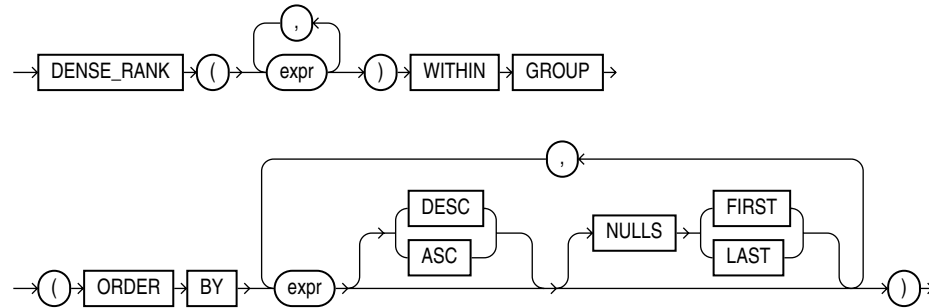 ,
DENSE_RANK ( expr ) WITHIN GROUP
,
DESC FIRST
NULLS
ASC LAST
( ORDER BY expr )